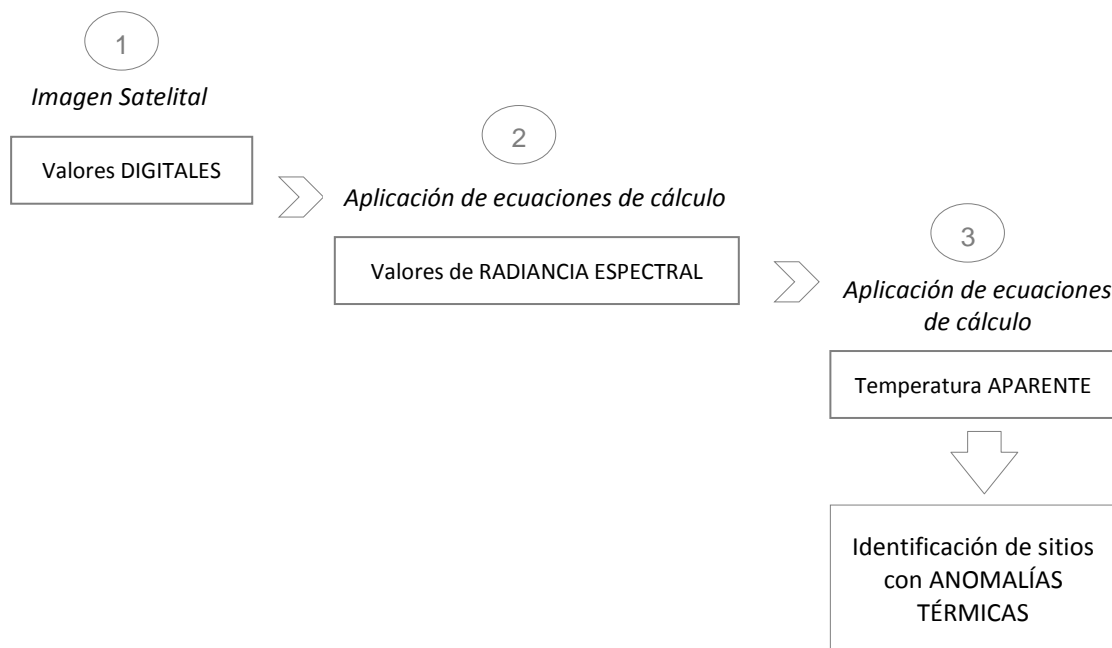 1
Imagen Satelital
Valores DIGITALES
2
Aplicación de ecuaciones de cálculo
Valores de RADIANCIA ESPECTRAL
3
Aplicación de ecuaciones
de cálculo
Temperatura APARENTE
Identificación de sitios
con ANOMALÍAS
TÉRMICAS